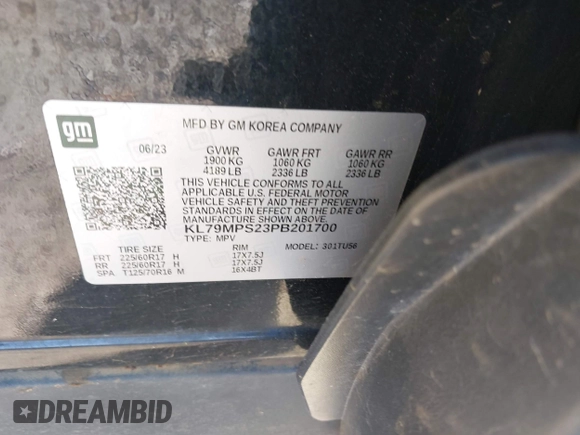 gm
MFD BY GM KOREA COMPANY
06/23 GVWR GAWR FRT GAWR RR
1900 KG 1060 KG 1060 KG
4189 LB 2336 LB 2336 LB
THIS VEHICLE CONFORMS TO ALL
APPLICABLE U.S. FEDERAL MOTOR
VEHICLE SAFETY AND THEFT PREVENTION
STANDARDS IN EFFECT ON THE DATE OF
MANUFACTURE SHOWN ABOVE.
KL79MPS23PB201700
TYPE: MPV MODEL: 301TUS6
TIRE SIZE RIM
FRT 225/60R17 H 17X7.5J
RR 225/60R17 H 17X7.5J
SPA T125/70R16 M 16X4BT
DREAMBID